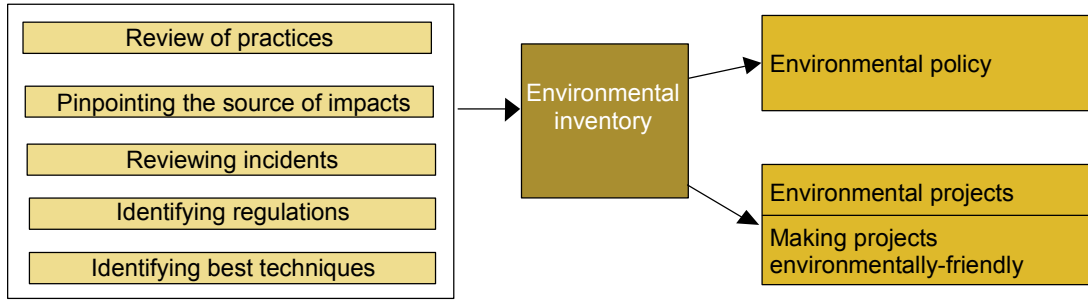 Review of practices
Pinpointing the source of impacts
Reviewing incidents
Identifying regulations
Identifying best techniques
Environmental
inventory
Environmental policy
Environmental projects
Making projects
environmentally-friendly